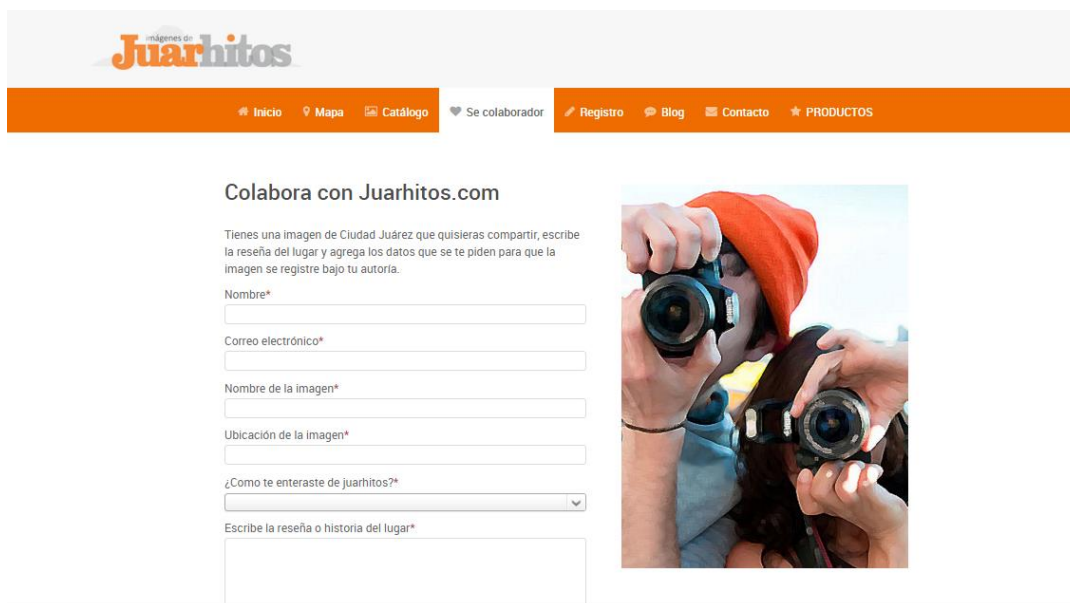 imágenes de
Juarhitos
Inicio Mapa Catálogo Se colaborador Registro Blog Contacto PRODUCTOS
Colabora con Juarhitos.com
Tienes una imagen de Ciudad Juárez que quisieras compartir, escribe
la reseña del lugar y agrega los datos que se te piden para que la
imagen se registre bajo tu autoría.
Nombre*
Correo electrónico*
Nombre de la imagen*
Ubicación de la imagen*
¿Como te enteraste de juarhitos?*
Escribe la reseña o historia del lugar*